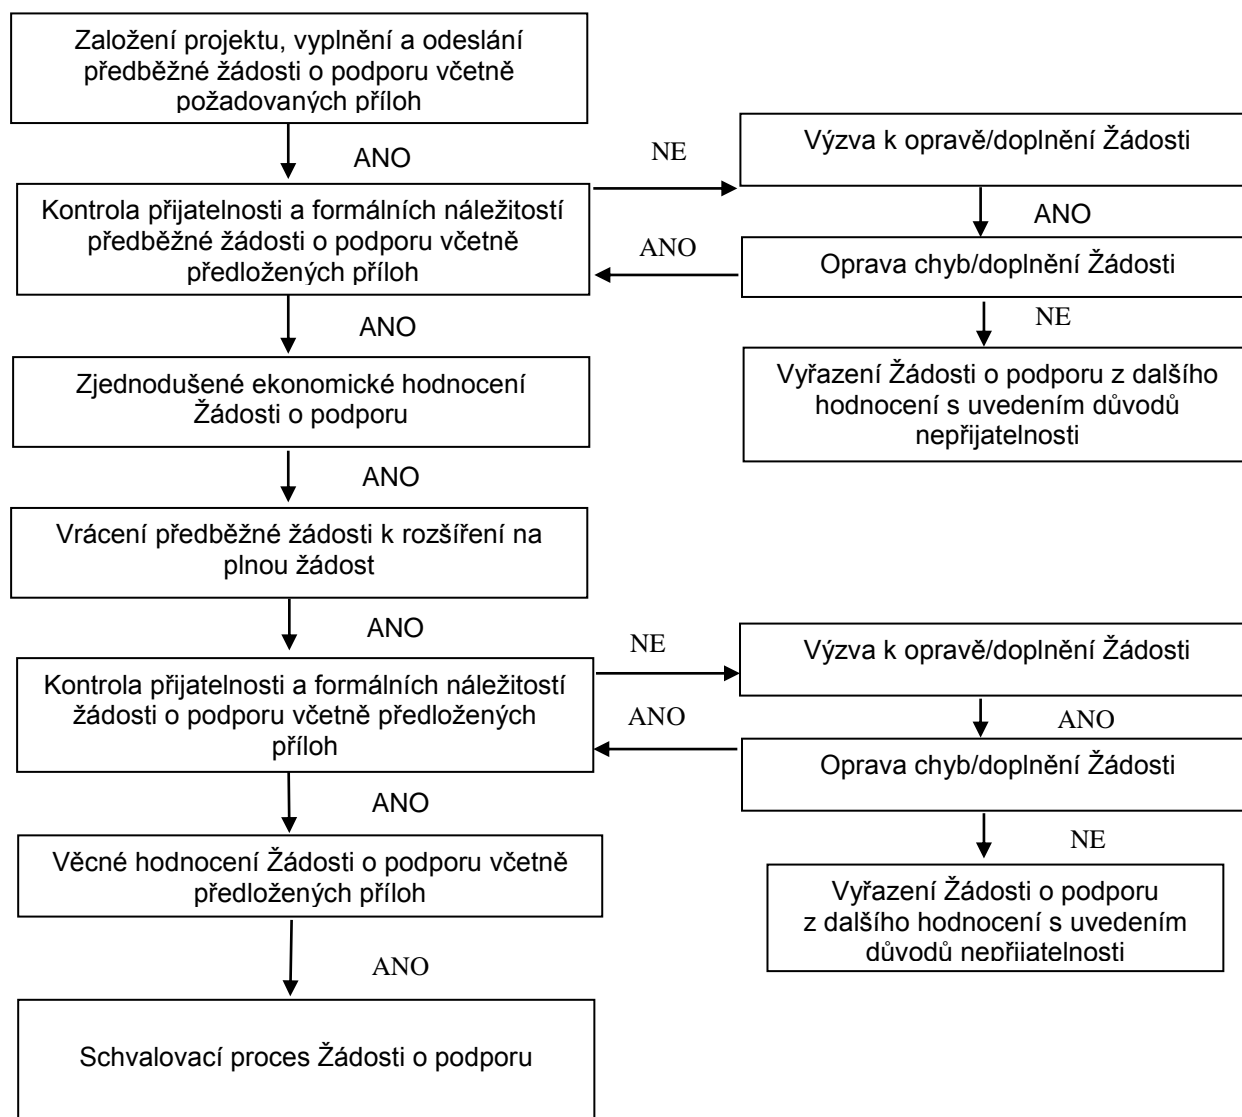 Založení projektu, vyplnění a odeslání
předběžné žádosti o podporu včetně
požadovaných příloh
ANO
Kontrola přijatelnosti a formálních náležitostí
předběžné žádosti o podporu včetně
předložených příloh
NE
Výzva k opravě/doplnění Žádosti
ANO
ANO
Oprava chyb/doplnění Žádosti
NE
Vyřazení Žádosti o podporu z dalšího
hodnocení s uvedením důvodů
nepřijatelnosti
ANO
Zjednodušené ekonomické hodnocení
Žádosti o podporu
ANO
Vrácení předběžné žádosti k rozšíření na
plnou žádost
ANO
Kontrola přijatelnosti a formálních náležitostí
žádosti o podporu včetně předložených
příloh
NE
Výzva k opravě/doplnění Žádosti
ANO
ANO
Oprava chyb/doplnění Žádosti
NE
Vyřazení Žádosti o podporu
z dalšího hodnocení s uvedením
důvodů nepřijatelnosti
ANO
Věcné hodnocení Žádosti o podporu včetně
předložených příloh
ANO
Schvalovací proces Žádosti o podporu